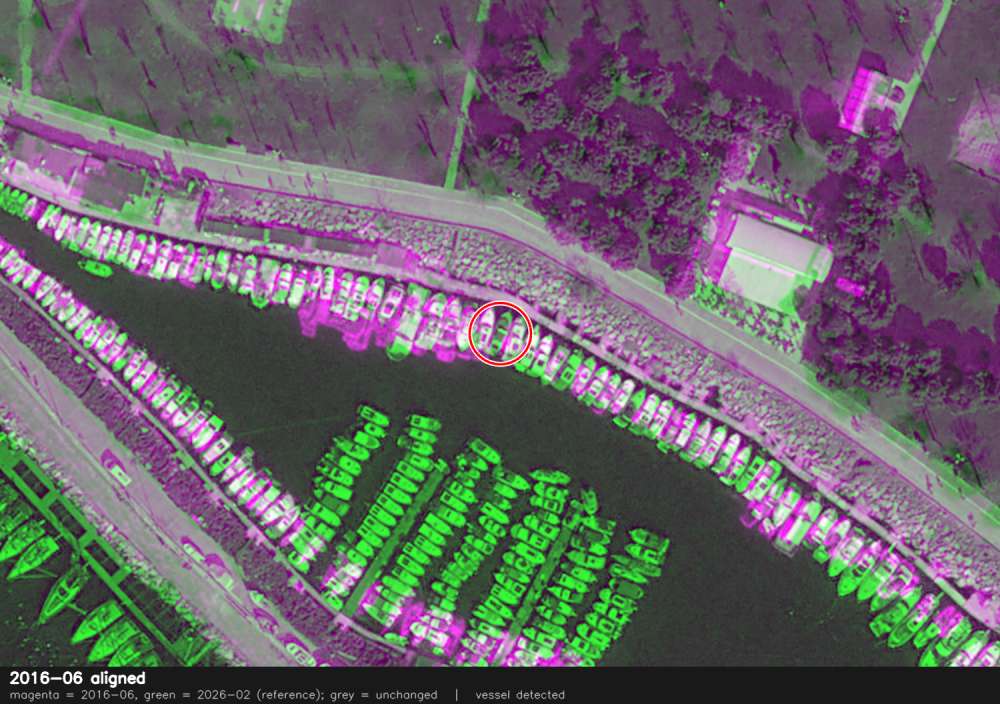 2016-06 aligned
magenta = 2016-06, green = 2026-02 (reference); grey = unchanged | vessel detected